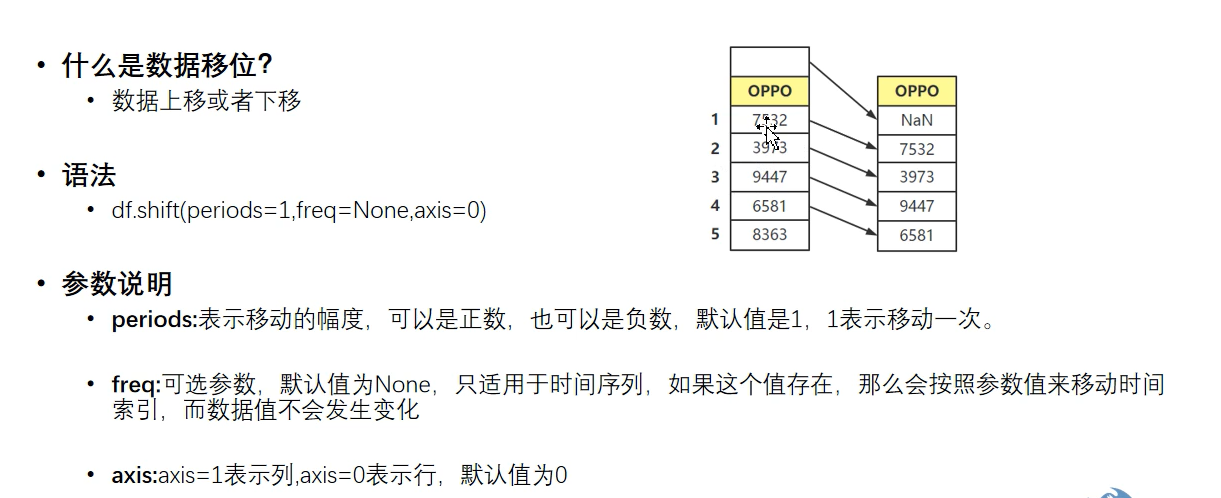 什么是数据移位?
数据上移或者下移
语法
df.shift(periods=1,freq=None,axis=0)
参数说明
periods:表示移动的幅度，可以是正数，也可以是负数，默认值是1，1表示移动一次。
freq:可选参数，默认值为None，只适用于时间序列，如果这个值存在，那么会按照参数值来移动时间
索引，而数据值不会发生变化
axis:axis=1表示列,axis=0表示行，默认值为0
OPPO OPPO
1 7532 NaN
2 3973 7532
3 9447 3973
4 6581 9447
5 8363 6581